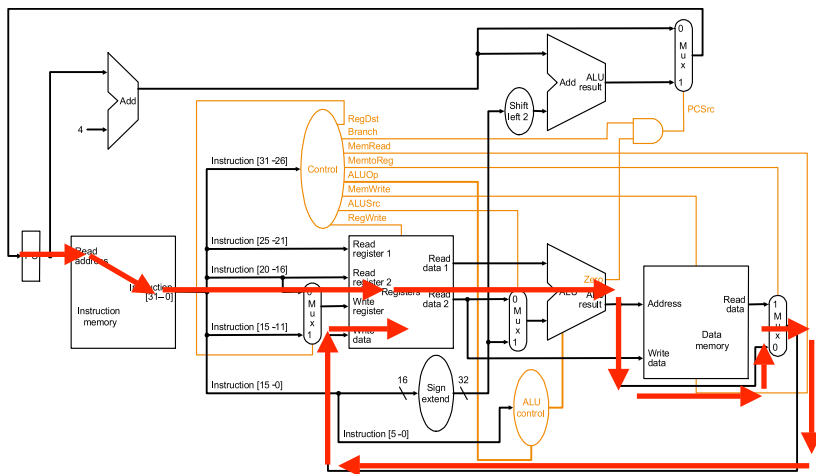 0
M
u
x
1
Add
ALU
result
Add
Shift
left 2
4
PCSrc
RegDst
Branch
MemRead
MemtoReg
ALUOp
MemWrite
ALUSrc
RegWrite
Control
Instruction [31–26]
Instruction [25–21]
Instruction [20–16]
Instruction [15–11]
Instruction [15–0]
Instruction [5–0]
Read
address
Instruction
[31–0]
Instruction
memory
0
M
u
x
1
Read
register 1
Read
register 2
Registers
Write
register
Write
data
Read
data 1
Read
data 2
0
M
u
x
1
Zero
ALU
ALU
result
Address
Write
data
Read
data
Data
memory
1
M
u
x
0
16
Sign
extend
32
ALU
control